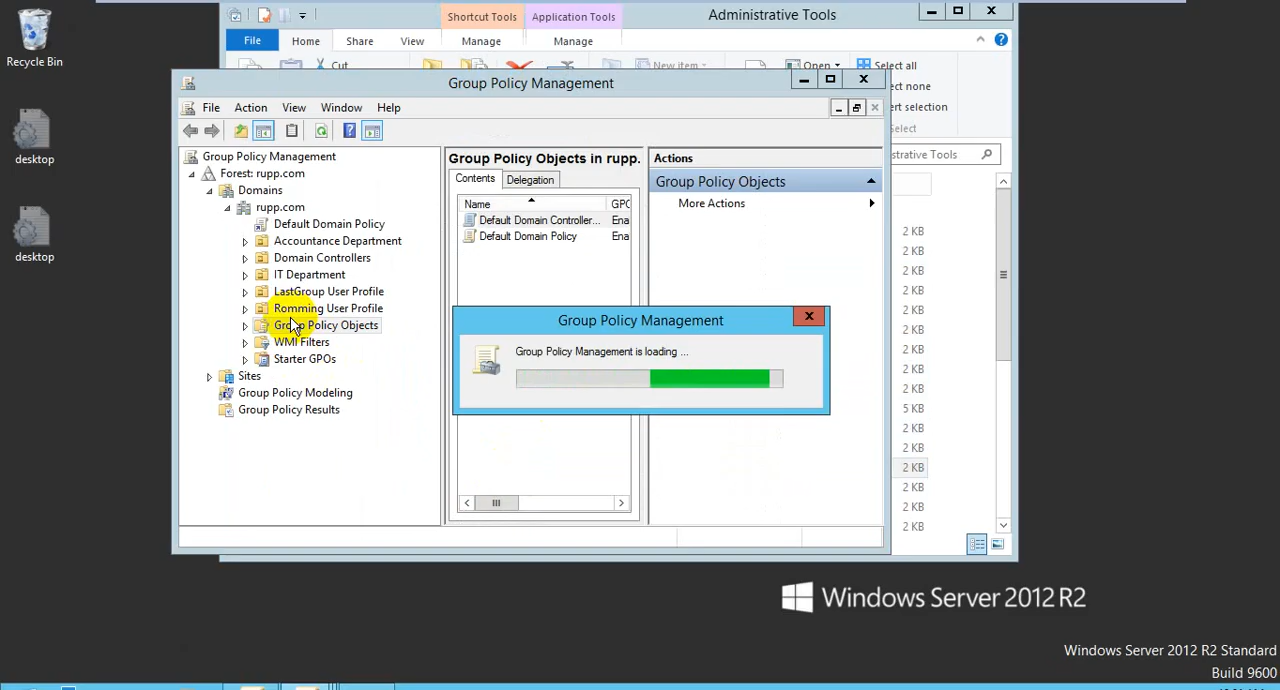 Recycle Bin
desktop
desktop
Shortcut Tools
Application Tools
Administrative Tools
File
Home
Share
View
Manage
Manage
Cut
New item
Open
Select all
one
rt selection
elect
strative Tools
Group Policy Management
File
Action
View
Window
Help
Group Policy Management
Forest: rupp.com
Domains
rupp.com
Default Domain Policy
Accountance Department
Domain Controllers
IT Department
LastGroup User Profile
Romming User Profile
Group Policy Objects
WMI Filters
Starter GPOs
Sites
Group Policy Modeling
Group Policy Results
Group Policy Objects in rupp.
Contents
Delegation
Name
GPC
Default Domain Controller...
Ena
Default Domain Policy
Ena
Actions
Group Policy Objects
More Actions
Group Policy Management
Group Policy Management is loading ...
2 KB
2 KB
2 KB
2 KB
2 KB
2 KB
2 KB
2 KB
2 KB
5 KB
2 KB
2 KB
2 KB
2 KB
2 KB
2 KB
Windows Server 2012 R2
Windows Server 2012 R2 Standard
Build 9600